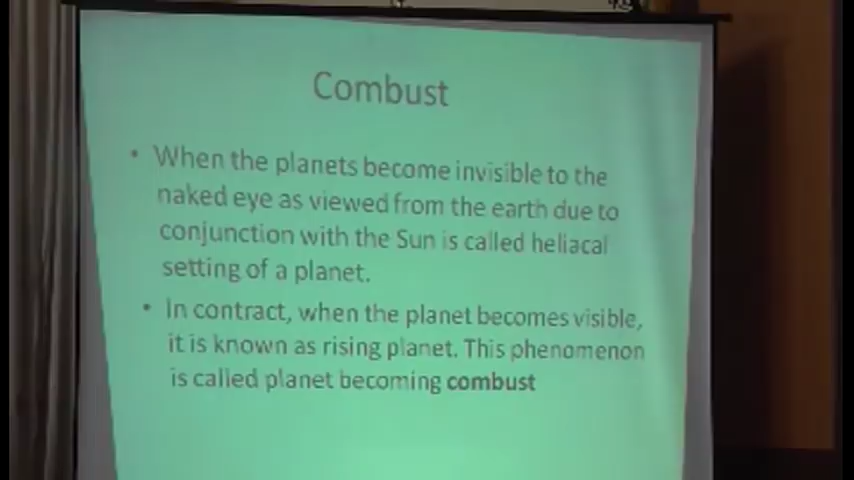 Combust
• When the planets become invisible to the
naked eye as viewed from the earth due to
conjunction with the Sun is called heliacal
setting of a planet.
• In contract, when the planet becomes visible,
it is known as rising planet. This phenomenon
is called planet becoming combust